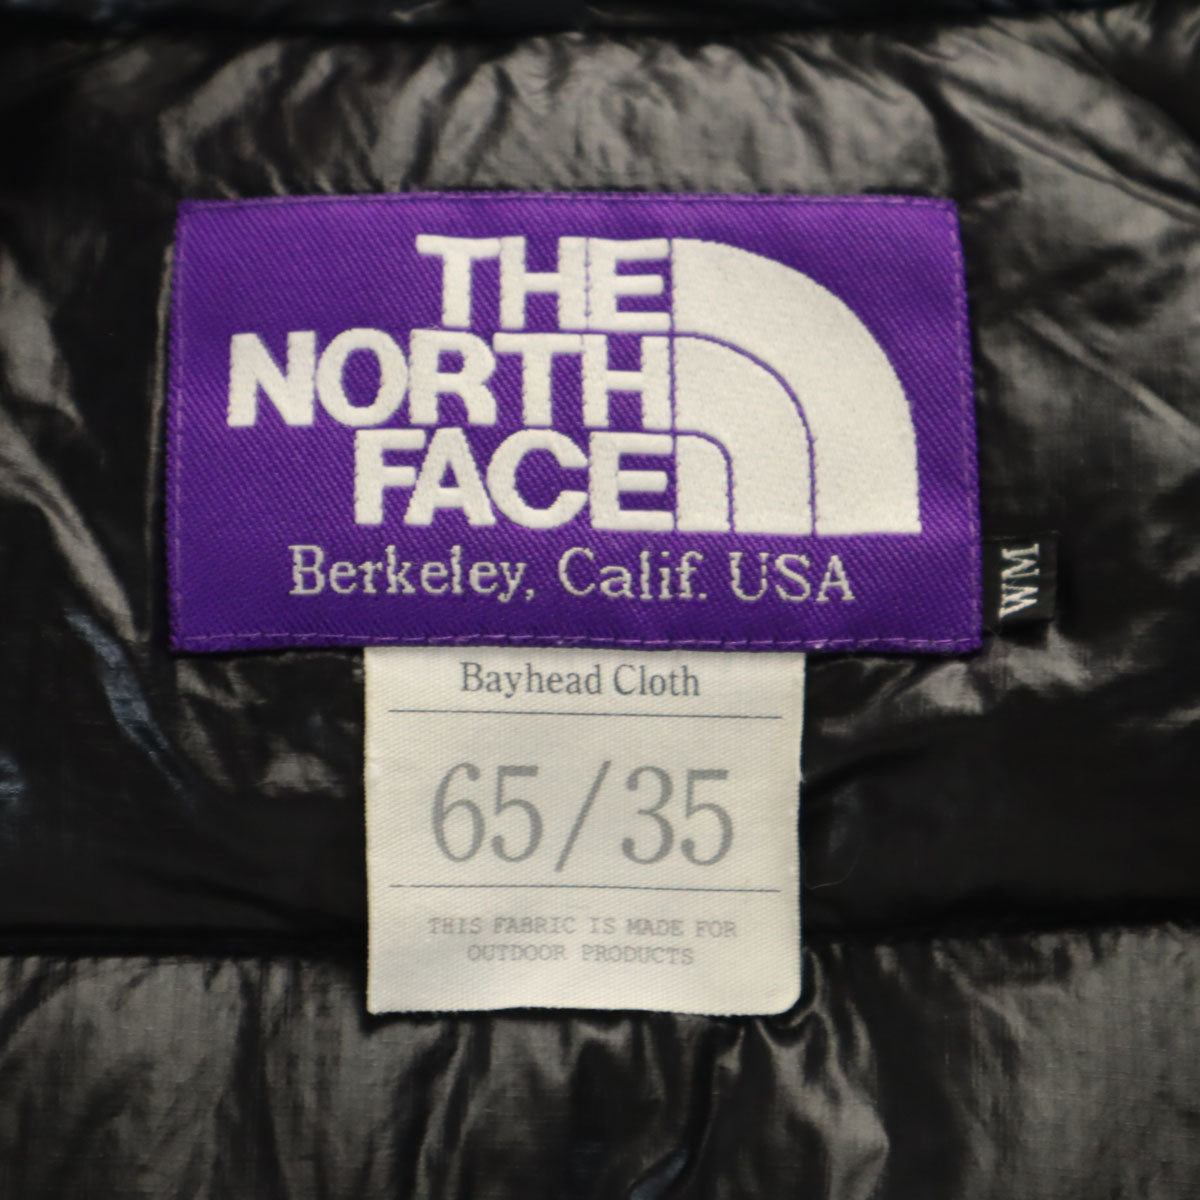 THE
NORTH
FACE
Berkeley, Calif. USA
WM
Bayhead Cloth
65/35
THIS FABRIC IS MADE FOR
OUTDOOR PRODUCTS